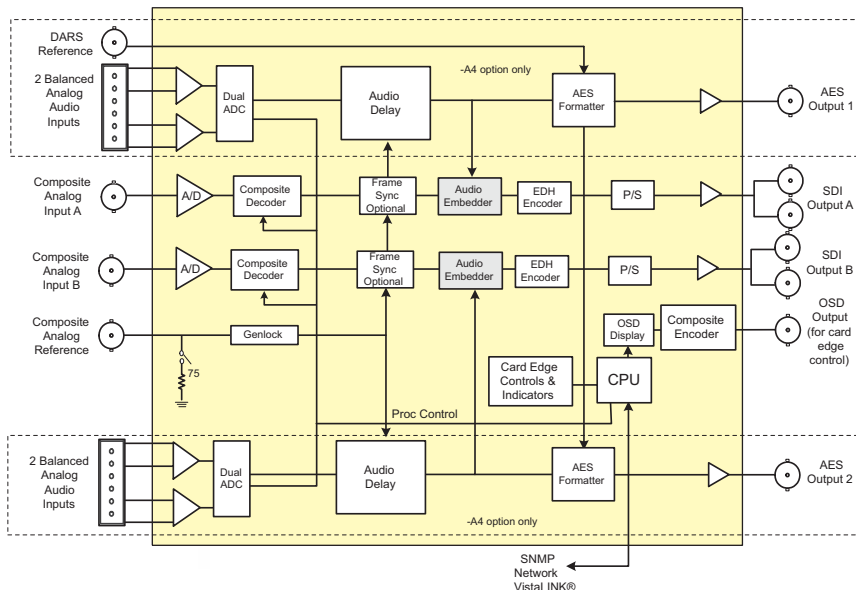 DARS
Reference
2 Balanced
Analog
Audio
Inputs
Dual
ADC
Audio
Delay
-A4 option only
AES
Formatter
AES
Output 1
Composite
Analog
Input A
A/D
Composite
Decoder
Frame
Sync
Optional
Audio
Embedder
EDH
Encoder
P/S
SDI
Output A
Composite
Analog
Input B
A/D
Composite
Decoder
Frame
Sync
Optional
Audio
Embedder
EDH
Encoder
P/S
SDI
Output B
Composite
Analog
Reference
Genlock
75
OSD
Display
Composite
Encoder
OSD
Output
(for card
edge
control)
Card Edge
Controls &
Indicators
CPU
Proc Control
2 Balanced
Analog
Audio
Inputs
Dual
ADC
Audio
Delay
-A4 option only
AES
Formatter
AES
Output 2
SNMP
Network
VistaLINK®